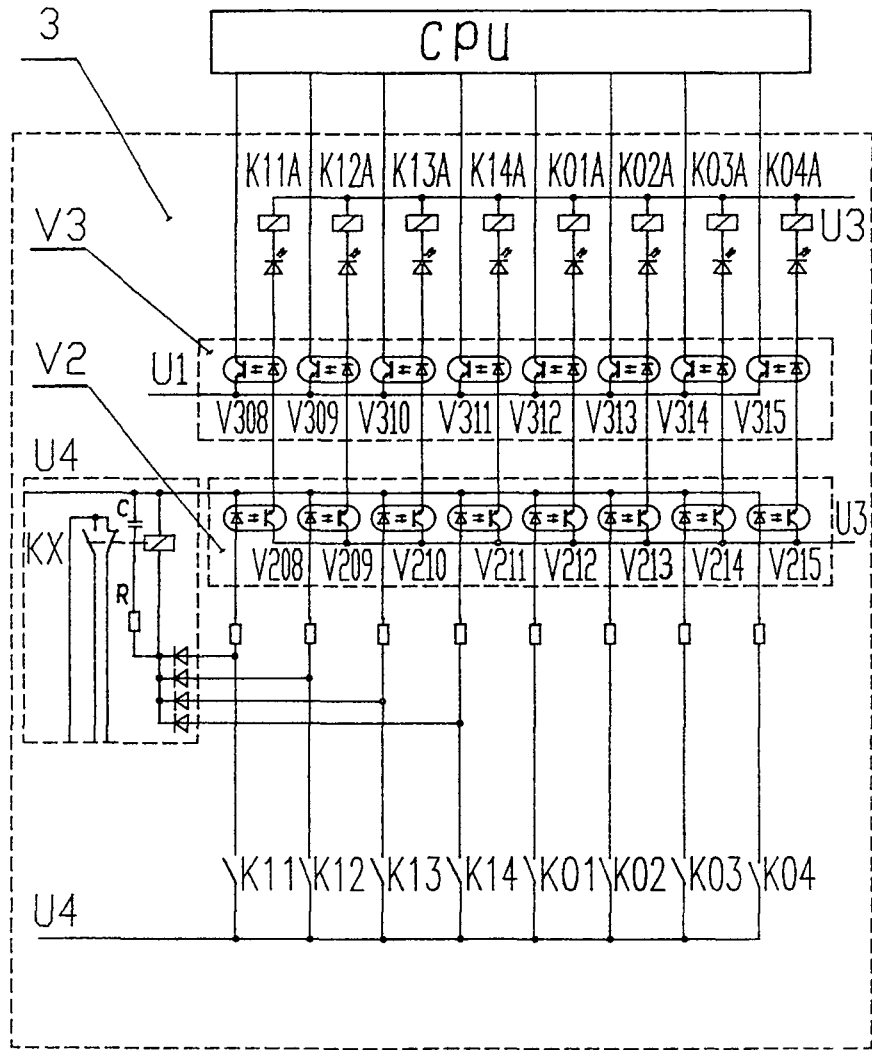 3
CPU
K11A K12A K13A K14A K01A K02A K03A K04A
U3
V3
V2
U1
V308 V309 V310 V311 V312 V313 V314 V315
U4
C
U3
KX
V208 V209 V210 V211 V212 V213 V214 V215
R
K11 K12 K13 K14 K01 K02 K03 K04
U4